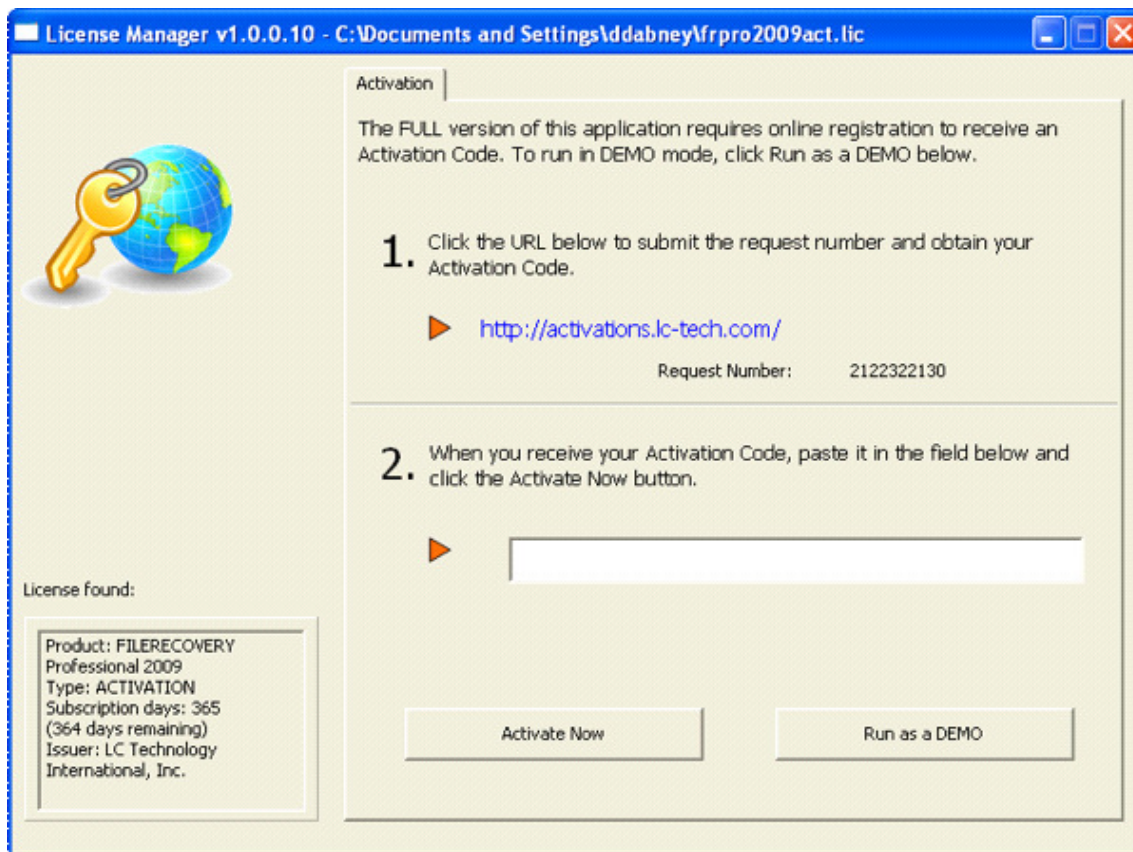 License Manager v1.0.0.10 - C:\Documents and Settings\ddabney\frpro2009act.lic
Activation
The FULL version of this application requires online registration to receive an
Activation Code. To run in DEMO mode, click Run as a DEMO below.
1. Click the URL below to submit the request number and obtain your
Activation Code.
http://activations.lc-tech.com/
Request Number: 2122322130
2. When you receive your Activation Code, paste it in the field below and
click the Activate Now button.
License found:
Product: FILERECOVERY
Professional 2009
Type: ACTIVATION
Subscription days: 365
(364 days remaining)
Issuer: LC Technology
International, Inc.
Activate Now
Run as a DEMO